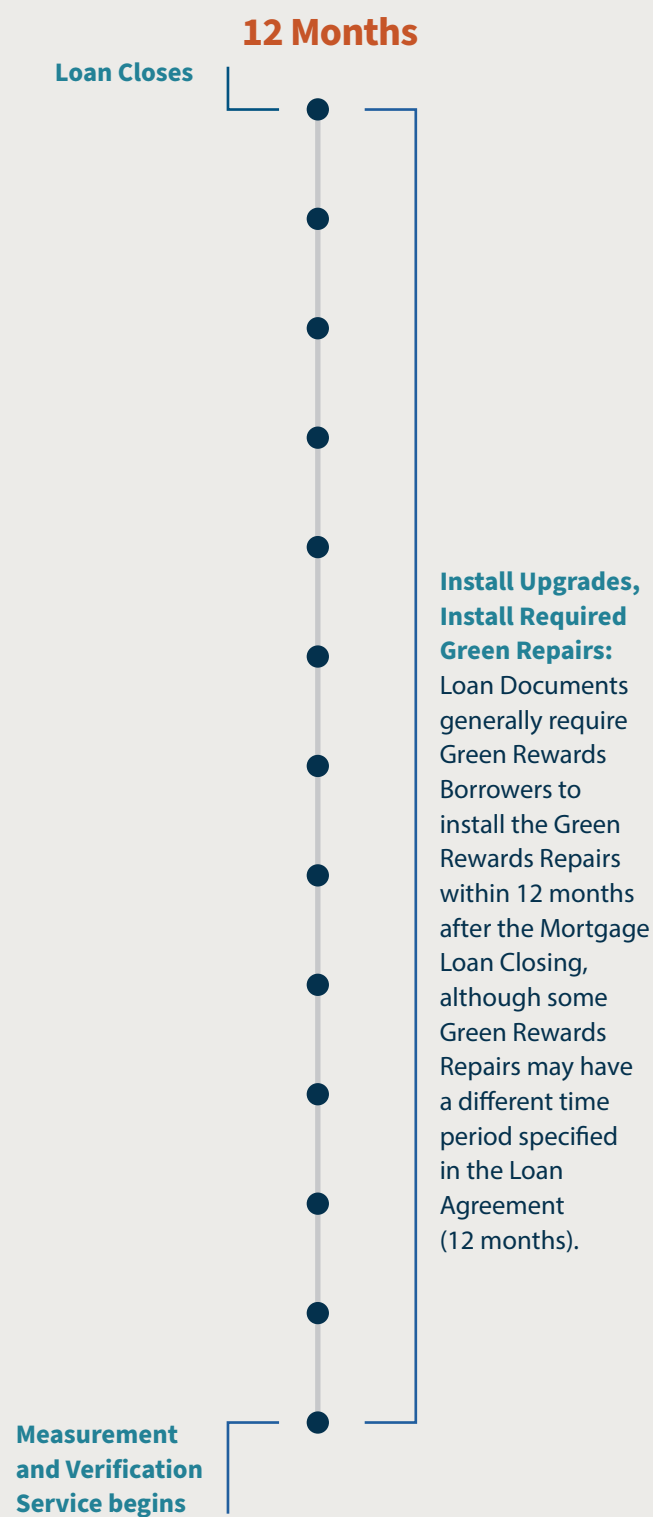 12 Months
Loan Closes
Install Upgrades,
Install Required
Green Repairs:
Loan Documents
generally require
Green Rewards
Borrowers to
install the Green
Rewards Repairs
within 12 months
after the Mortgage
Loan Closing,
although some
Green Rewards
Repairs may have
a different time
period specified
in the Loan
Agreement
(12 months).
Measurement
and Verification
Service begins